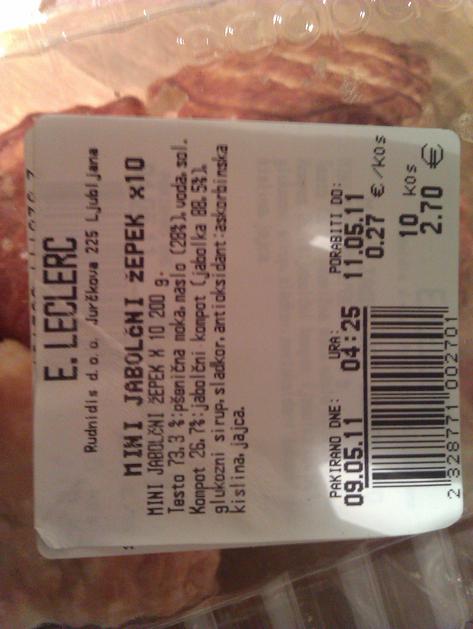 E. LECLERC
Rudnidis d.o.o. Jurčkova 225 Ljubljana
MINI JABOLČNI ŽEPEK x10
MINI JABOLČNI ŽEPEK X 10 200 g.
Testo 73,3 %:pšenična moka, maslo (28%), voda, sol.
Kompot 26,7%:jabolčni kompot (jabolka 88,5%),
glukozni sirup, sladkor, antioksidant:askorbinska
kislina, jajca.
PAKIRANO DNE: URA: PORABITI DO:
09.05.11 04:25 11.05.11
0.27 €/KOS
10 KOS
2.70 €
2 328771 002701